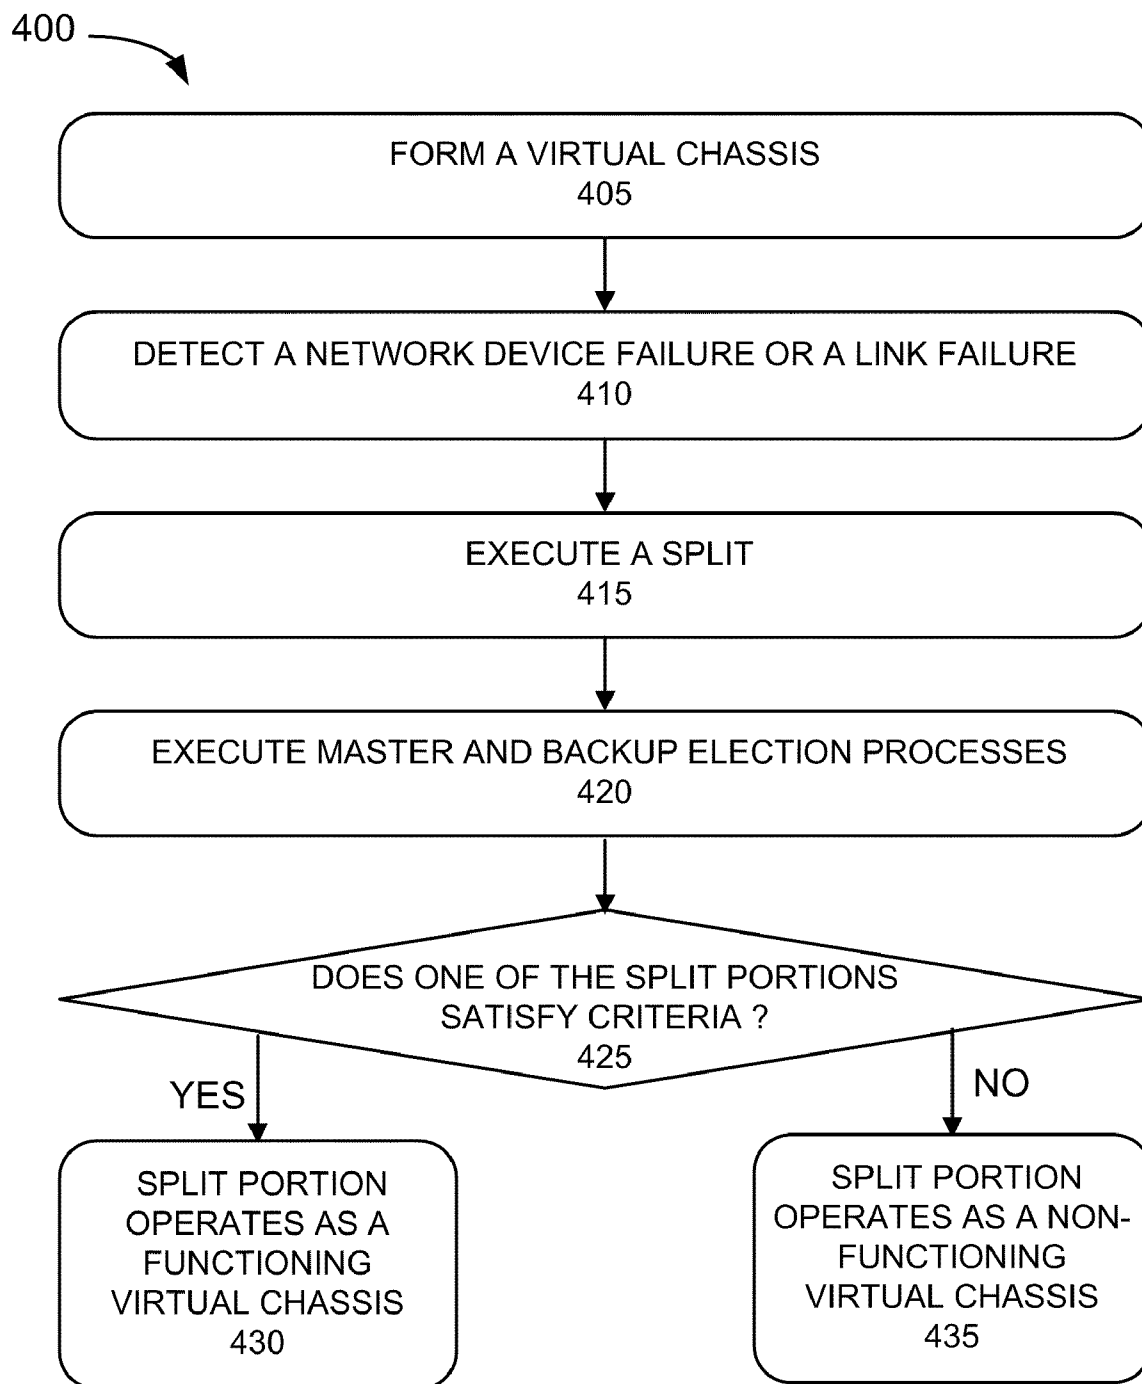 400
FORM A VIRTUAL CHASSIS
405
DETECT A NETWORK DEVICE FAILURE OR A LINK FAILURE
410
EXECUTE A SPLIT
415
EXECUTE MASTER AND BACKUP ELECTION PROCESSES
420
DOES ONE OF THE SPLIT PORTIONS
SATISFY CRITERIA ?
425
YES
NO
SPLIT PORTION
OPERATES AS A
FUNCTIONING
VIRTUAL CHASSIS
430
SPLIT PORTION
OPERATES AS A NON-
FUNCTIONING
VIRTUAL CHASSIS
435